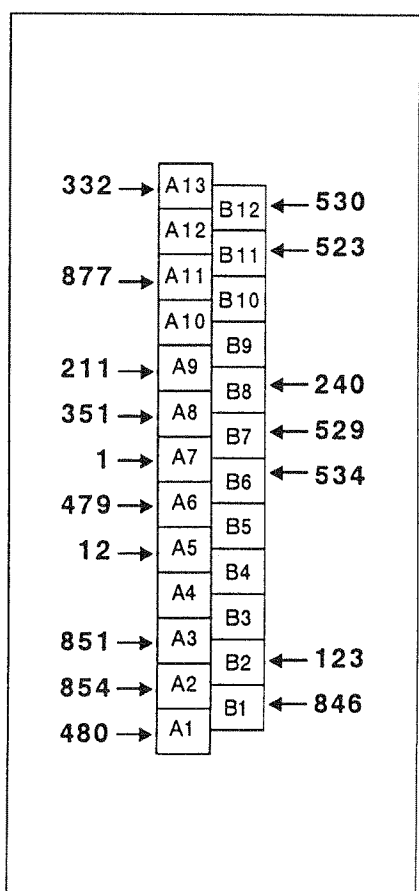 332 → A13
B12 ← 530
A12
B11 ← 523
877 → A11
B10
A10
B9
211 → A9
B8 ← 240
351 → A8
B7 ← 529
1 → A7
B6 ← 534
479 → A6
B5
12 → A5
B4
A4
B3
851 → A3
B2 ← 123
854 → A2
B1 ← 846
480 → A1